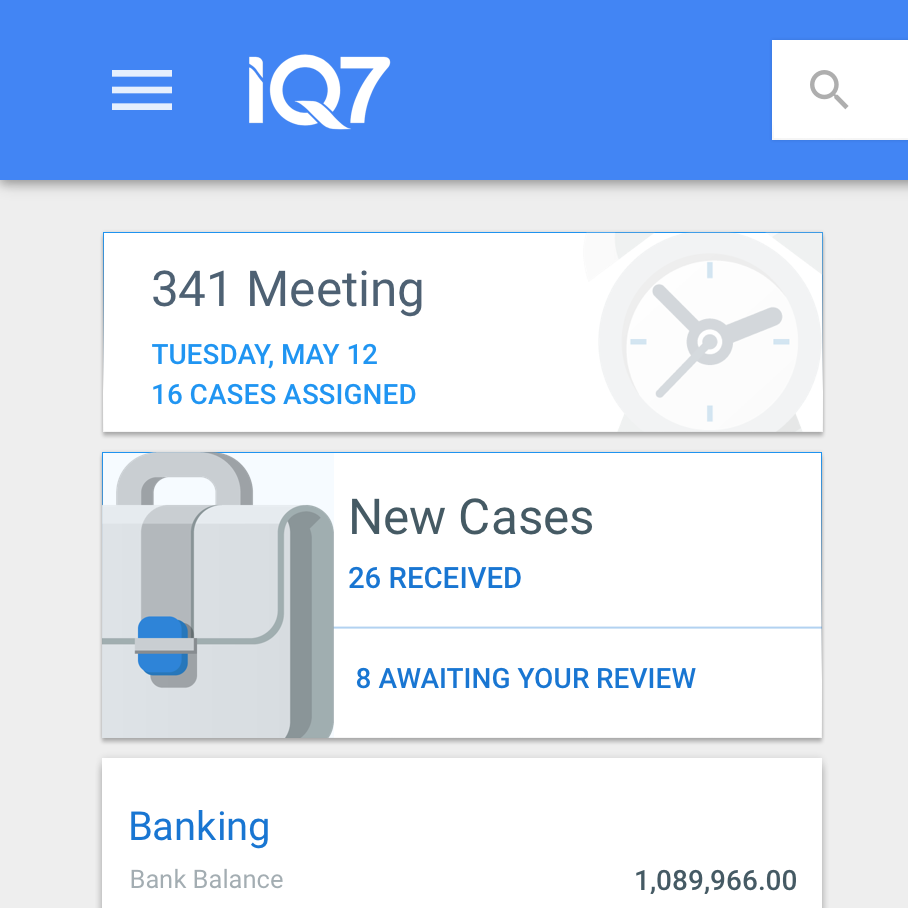 iQ7
341 Meeting
TUESDAY, MAY 12
16 CASES ASSIGNED
New Cases
26 RECEIVED
8 AWAITING YOUR REVIEW
Banking
Bank Balance 1,089,966.00